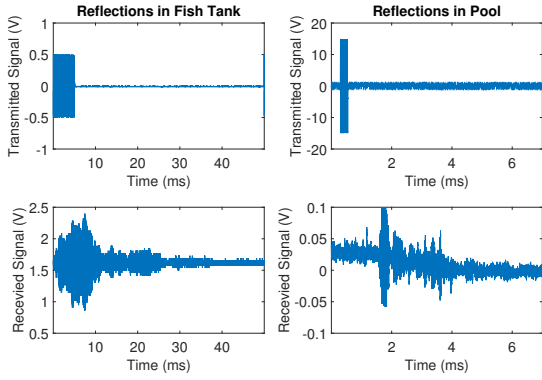 Reflections in Fish Tank
Transmitted Signal (V)
1
0.5
0
-0.5
-1
10 20 30 40
Time (ms)
Reflections in Pool
Transmitted Signal (V)
20
10
0
-10
-20
2 4 6
Time (ms)
Recevied Signal (V)
2.5
2
1.5
1
0.5
10 20 30 40
Time (ms)
Recevied Signal (V)
0.1
0.05
0
-0.05
-0.1
2 4 6
Time (ms)